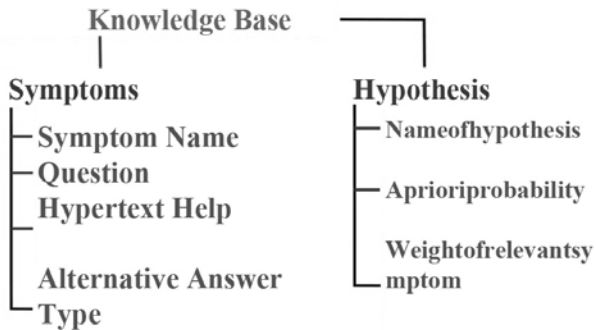 Knowledge Base
Symptoms
Symptom Name
Question
Hypertext Help
Alternative Answer
Type
Hypothesis
Nameofhypothesis
Aprioriprobability
Weightofrelevantsy
mptom